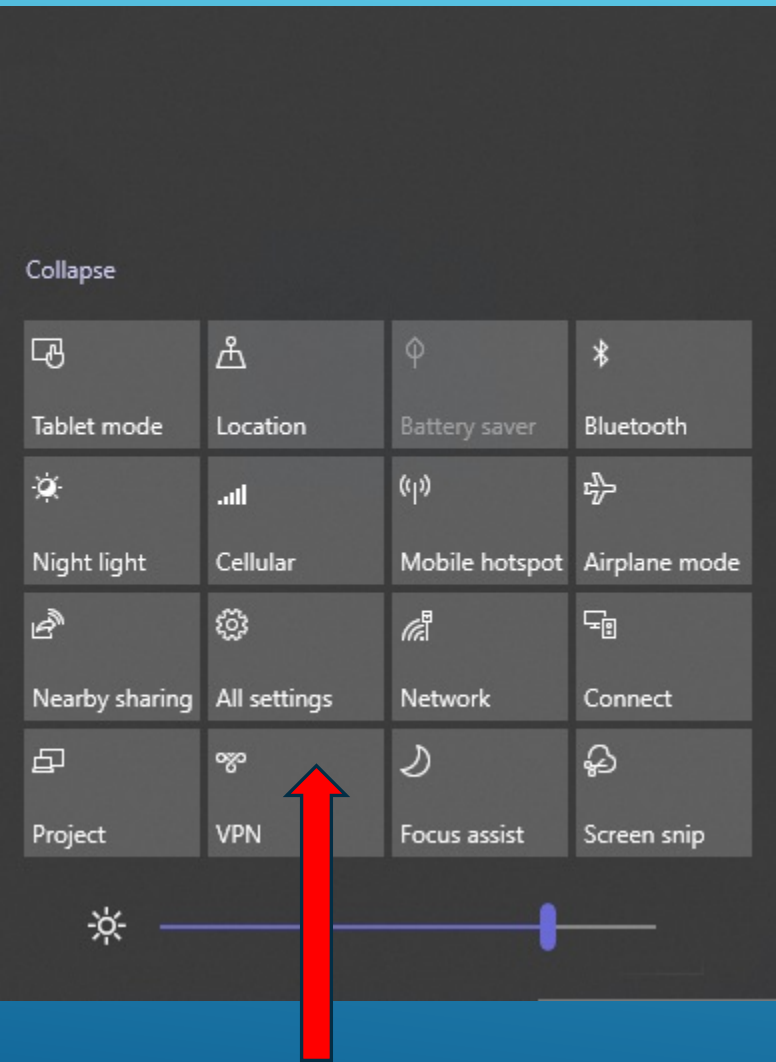 Collapse
Tablet mode
Location
Battery saver
Bluetooth
Night light
Cellular
Mobile hotspot
Airplane mode
Nearby sharing
All settings
Network
Connect
Project
VPN
Focus assist
Screen snip